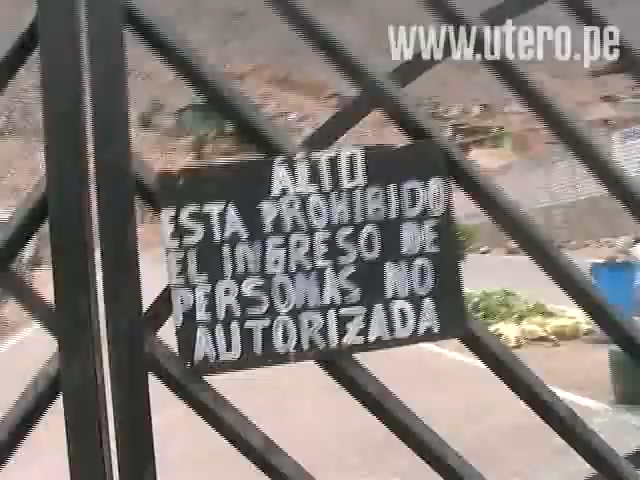 www.utero.pe
ALTO
ESTA PROHIBIDO
EL INGRESO DE
PERSONAS NO
AUTORIZADA